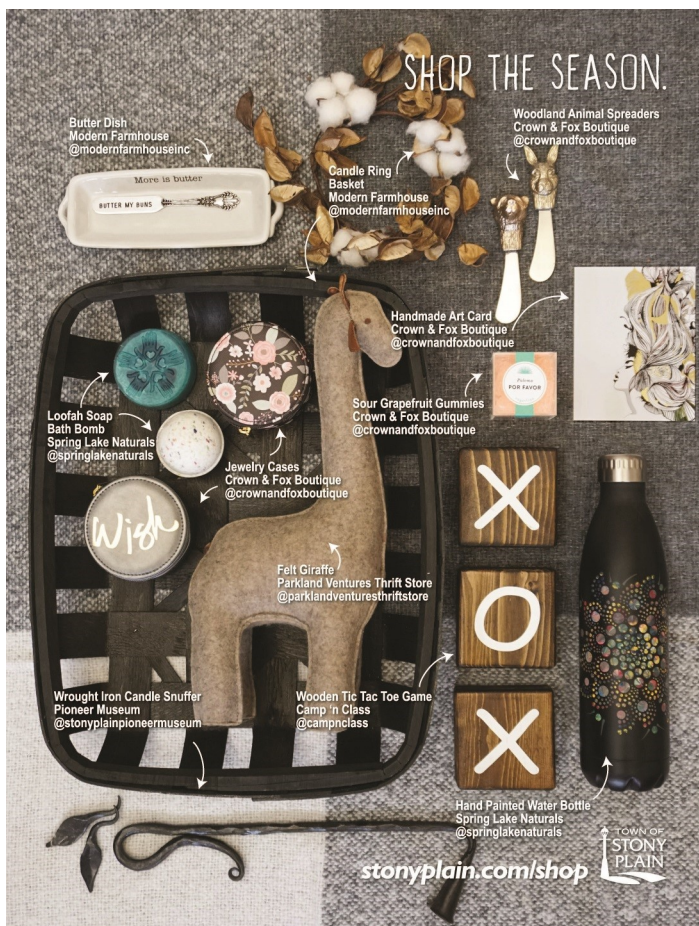 SHOP THE SEASON.
Butter Dish
Modern Farmhouse
@modernfarmhouseinc
More is butter
BUTTER MY BUNS
Candle Ring
Basket
Modern Farmhouse
@modernfarmhouseinc
Woodland Animal Spreaders
Crown & Fox Boutique
@crownandfoxboutique
Handmade Art Card
Crown & Fox Boutique
@crownandfoxboutique
POR FAVOR
Sour Grapefruit Gummies
Crown & Fox Boutique
@crownandfoxboutique
Loofah Soap
Bath Bomb
Spring Lake Naturals
@springlakenaturals
Jewelry Cases
Crown & Fox Boutique
@crownandfoxboutique
Wish
X
O
X
Felt Giraffe
Parkland Ventures Thrift Store
@parklandventuresthriftstore
Wrought Iron Candle Snuffer
Pioneer Museum
@stonyplainpioneermuseum
Wooden Tic Tac Toe Game
Camp 'n Class
@campnclass
Hand Painted Water Bottle
Spring Lake Naturals
@springlakenaturals
stonyplain.com/shop
TOWN OF
STONY
PLAIN